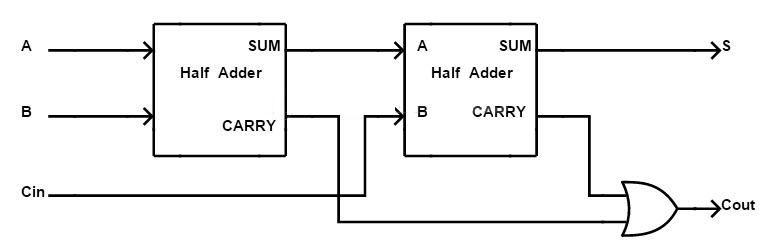 A
SUM
A
SUM
S
Half Adder
Half Adder
B
CARRY
B
CARRY
Cin
Cout